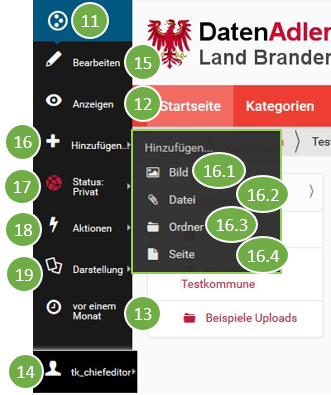 11
DatenAdler
Land Branden
Bearbeiten
15
Anzeigen
12
Startseite
Kategorien
16
Hinzufügen..
Hinzufügen...
Tes
Bild
16.1
17
Status:
Privat
Datei
16.2
18
Aktionen
Ordner
16.3
19
Darstellung
Seite
16.4
Testkommune
vor einem
Monat
13
Beispiele Uploads
14
tk_chiefeditor